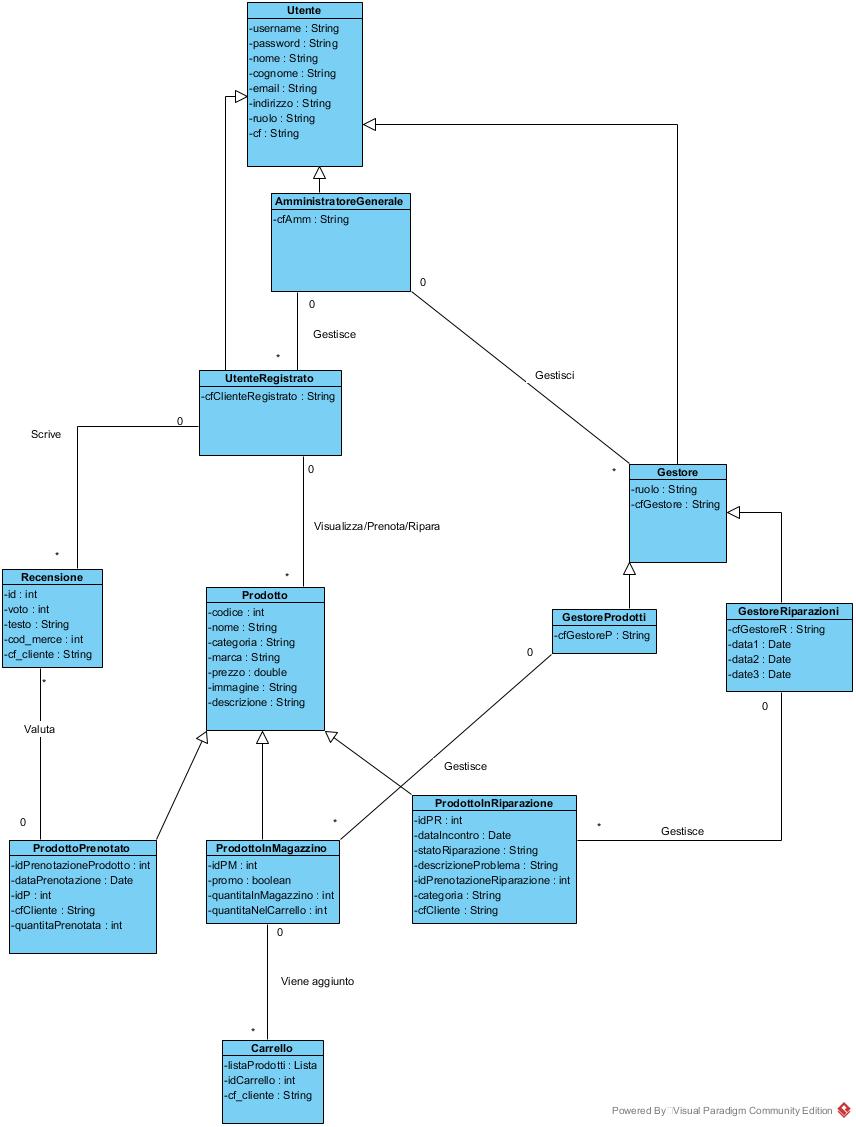 Utente
-username : String
-password : String
-nome : String
-cognome : String
-email : String
-indirizzo : String
-ruolo : String
-cf : String
AmministratoreGenerale
-cfAmm : String
0
0
Gestisce
*
Gestisci
UtenteRegistrato
-cfClienteRegistrato : String
0
Scrive
0
*
Gestore
-ruolo : String
-cfGestore : String
Visualizza/Prenota/Ripara
*
*
Recensione
-id : int
-voto : int
-testo : String
-cod_merce : int
-cf_cliente : String
Prodotto
-codice : int
-nome : String
-categoria : String
-marca : String
-prezzo : double
-immagine : String
-descrizione : String
GestoreProdotti
-cfGestoreP : String
GestoreRiparazioni
-cfGestoreR : String
-data1 : Date
-data2 : Date
-date3 : Date
0
*
0
Valuta
Gestisce
0
*
*
Gestisce
ProdottoInRiparazione
-idPR : int
-dataIncontro : Date
-statoRiparazione : String
-descrizioneProblema : String
-idPrenotazioneRiparazione : int
-categoria : String
-cfCliente : String
ProdottoPrenotato
-idPrenotazioneProdotto : int
-dataPrenotazione : Date
-idP : int
-cfCliente : String
-quantitaPrenotata : int
ProdottoInMagazzino
-idPM : int
-promo : boolean
-quantitaInMagazzino : int
-quantitaNelCarrello : int
0
Viene aggiunto
*
Carrello
-listaProdotti : Lista
-idCarrello : int
-cf_cliente : String
Powered By Visual Paradigm Community Edition